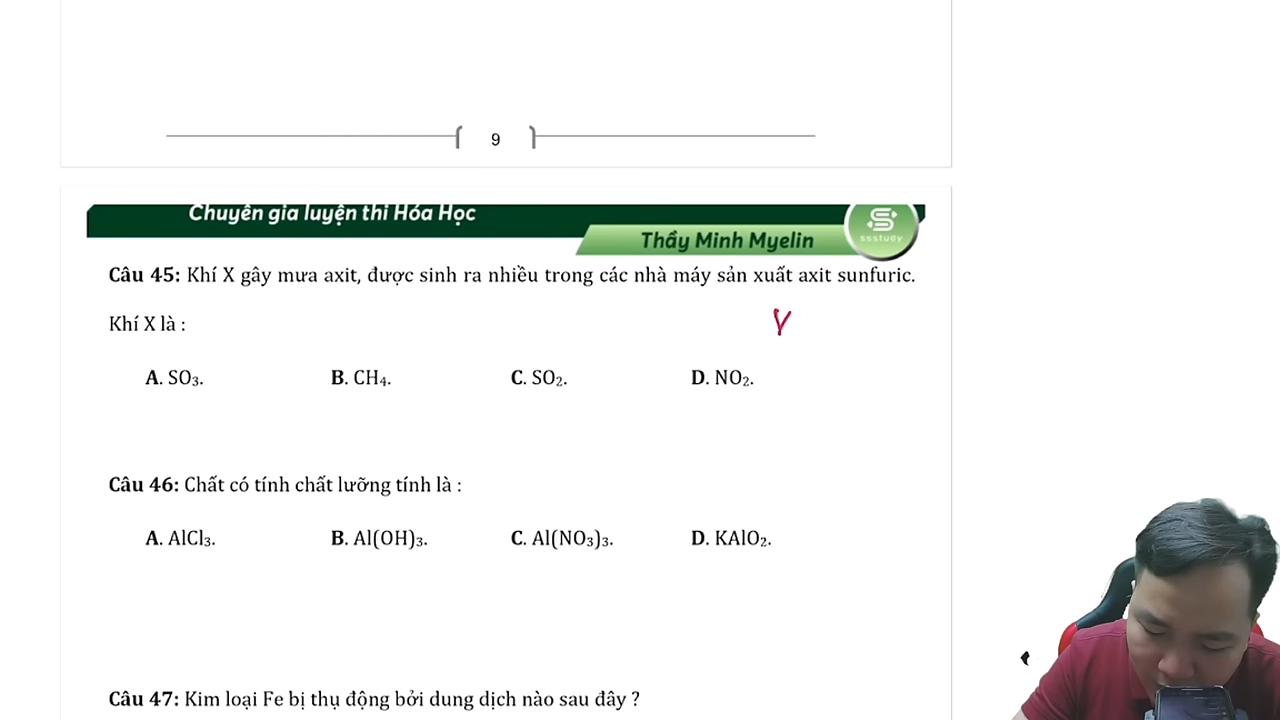 9
Chuyên gia luyện thi Hóa Học
ssstudy
Thầy Minh Myelin
Câu 45: Khí X gây mưa axit, được sinh ra nhiều trong các nhà máy sản xuất axit sunfuric.
Khí X là :
A. SO₃. B. CH₄. C. SO₂. D. NO₂.
Câu 46: Chất có tính chất lưỡng tính là :
A. AlCl₃. B. Al(OH)₃. C. Al(NO₃)₃. D. KAlO₂.
Câu 47: Kim loại Fe bị thụ động bởi dung dịch nào sau đây ?